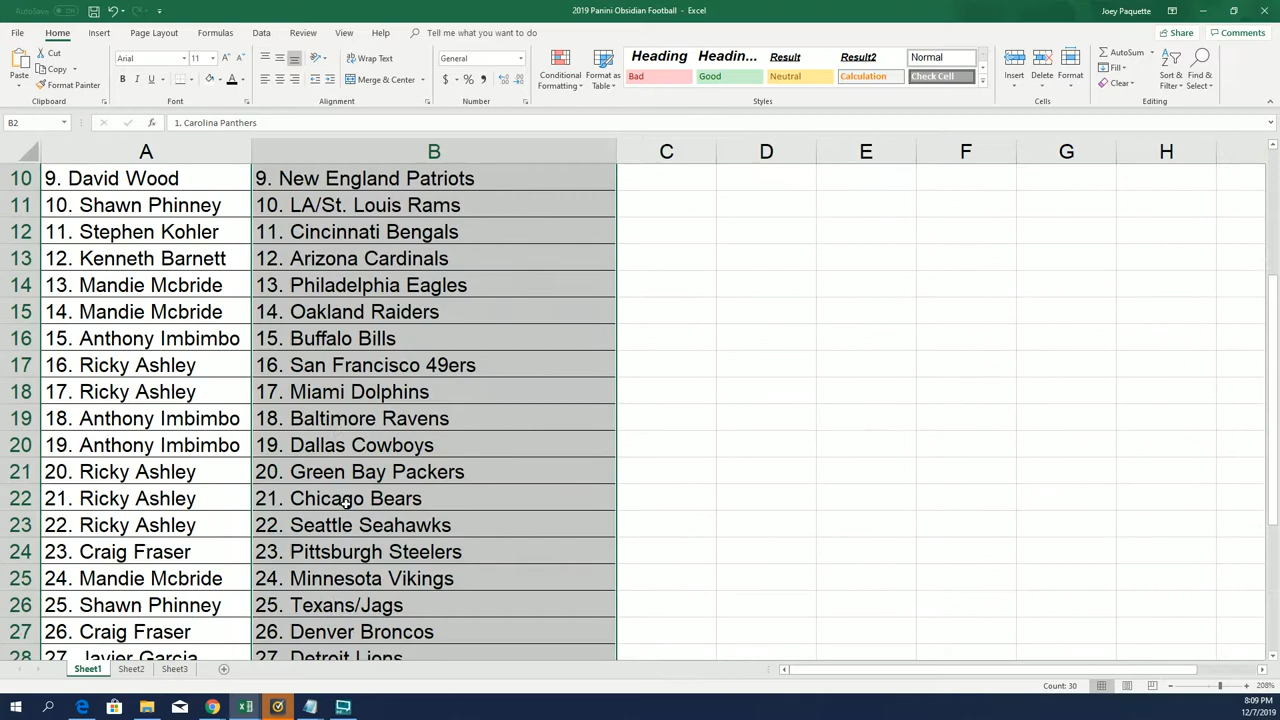 AutoSave Off 2019 Panini Obsidian Football - Excel Joey Paquette
File Home Insert Page Layout Formulas Data Review View Help Tell me what you want to do Share Comments
Paste Cut Copy Format Painter Clipboard
Arial 11 B I U Font
Wrap Text Merge & Center Alignment
General $ % Number
Conditional Formatting Format as Table
Heading Headin... Result Result2 Normal
Bad Good Neutral Calculation Check Cell
Styles
Insert Delete Format Cells
AutoSum Fill Clear Sort & Filter Find & Select Editing
B2 fx 1. Carolina Panthers
A B C D E F G H
10 9. David Wood 9. New England Patriots
11 10. Shawn Phinney 10. LA/St. Louis Rams
12 11. Stephen Kohler 11. Cincinnati Bengals
13 12. Kenneth Barnett 12. Arizona Cardinals
14 13. Mandie Mcbride 13. Philadelphia Eagles
15 14. Mandie Mcbride 14. Oakland Raiders
16 15. Anthony Imbimbo 15. Buffalo Bills
17 16. Ricky Ashley 16. San Francisco 49ers
18 17. Ricky Ashley 17. Miami Dolphins
19 18. Anthony Imbimbo 18. Baltimore Ravens
20 19. Anthony Imbimbo 19. Dallas Cowboys
21 20. Ricky Ashley 20. Green Bay Packers
22 21. Ricky Ashley 21. Chicago Bears
23 22. Ricky Ashley 22. Seattle Seahawks
24 23. Craig Fraser 23. Pittsburgh Steelers
25 24. Mandie Mcbride 24. Minnesota Vikings
26 25. Shawn Phinney 25. Texans/Jags
27 26. Craig Fraser 26. Denver Broncos
28 27. Javier Garcia 27. Detroit Lions
Sheet1 Sheet2 Sheet3
Count: 30 208%
8:09 PM
12/7/2019